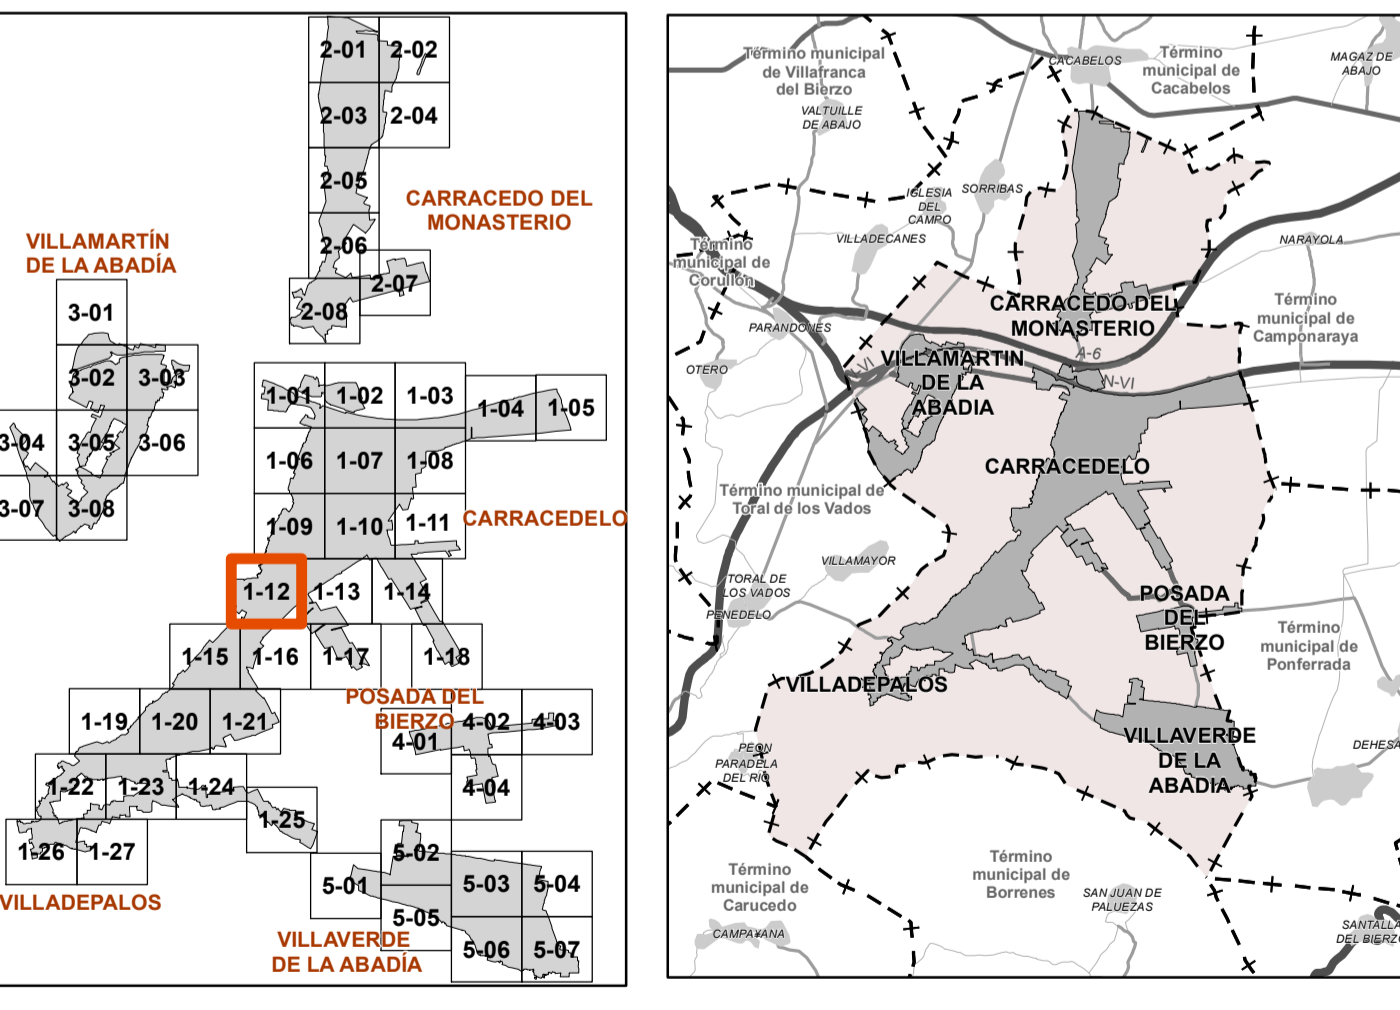 2-01
2-02
2-03
2-04
2-05
2-06
2-07
2-08
CARRACEDO DEL
MONASTERIO
VILLAMARTÍN
DE LA ABADÍA
3-01
3-02
3-03
3-04
3-05
3-06
3-07
3-08
1-01
1-02
1-03
1-04
1-05
1-06
1-07
1-08
1-09
1-10
1-11
CARRACEDELO
1-12
1-13
1-14
1-15
1-16
1-17
1-18
POSADA DEL
BIERZO
1-19
1-20
1-21
4-01
4-02
4-03
4-04
1-22
1-23
1-24
1-25
1-26
1-27
VILLADEPALOS
5-01
5-02
5-03
5-04
5-05
5-06
5-07
VILLAVERDE
DE LA ABADÍA
Término municipal
de Villafranca
del Bierzo
VALTUILLE
DE ABAJO
CACABELOS
Término
municipal de
Cacabelos
MAGAZ DE
ABAJO
IGLESIA
DEL
CAMPO
SORRIBAS
VILLADECANES
NARAYOLA
Término
municipal de
Corullón
PARANDONES
OTERO
CARRACEDO DEL
MONASTERIO
A-6
N-VI
Término
municipal de
Camponaraya
VILLAMARTIN
DE LA
ABADIA
N-VI
CARRACEDELO
Término municipal de
Toral de los Vados
VILLAMAYOR
TORAL DE
LOS VADOS
PENEDELO
POSADA
DEL
BIERZO
Término
municipal de
Ponferrada
VILLADEPALOS
PEON
PARADELA
DEL RÍO
VILLAVERDE
DE LA
ABADIA
DEHESA
Término
municipal de
Carucedo
CAMPA¥ANA
Término
municipal de
Borrenes
SAN JUAN DE
PALUEZAS
SANTALLA
DEL BIERZO